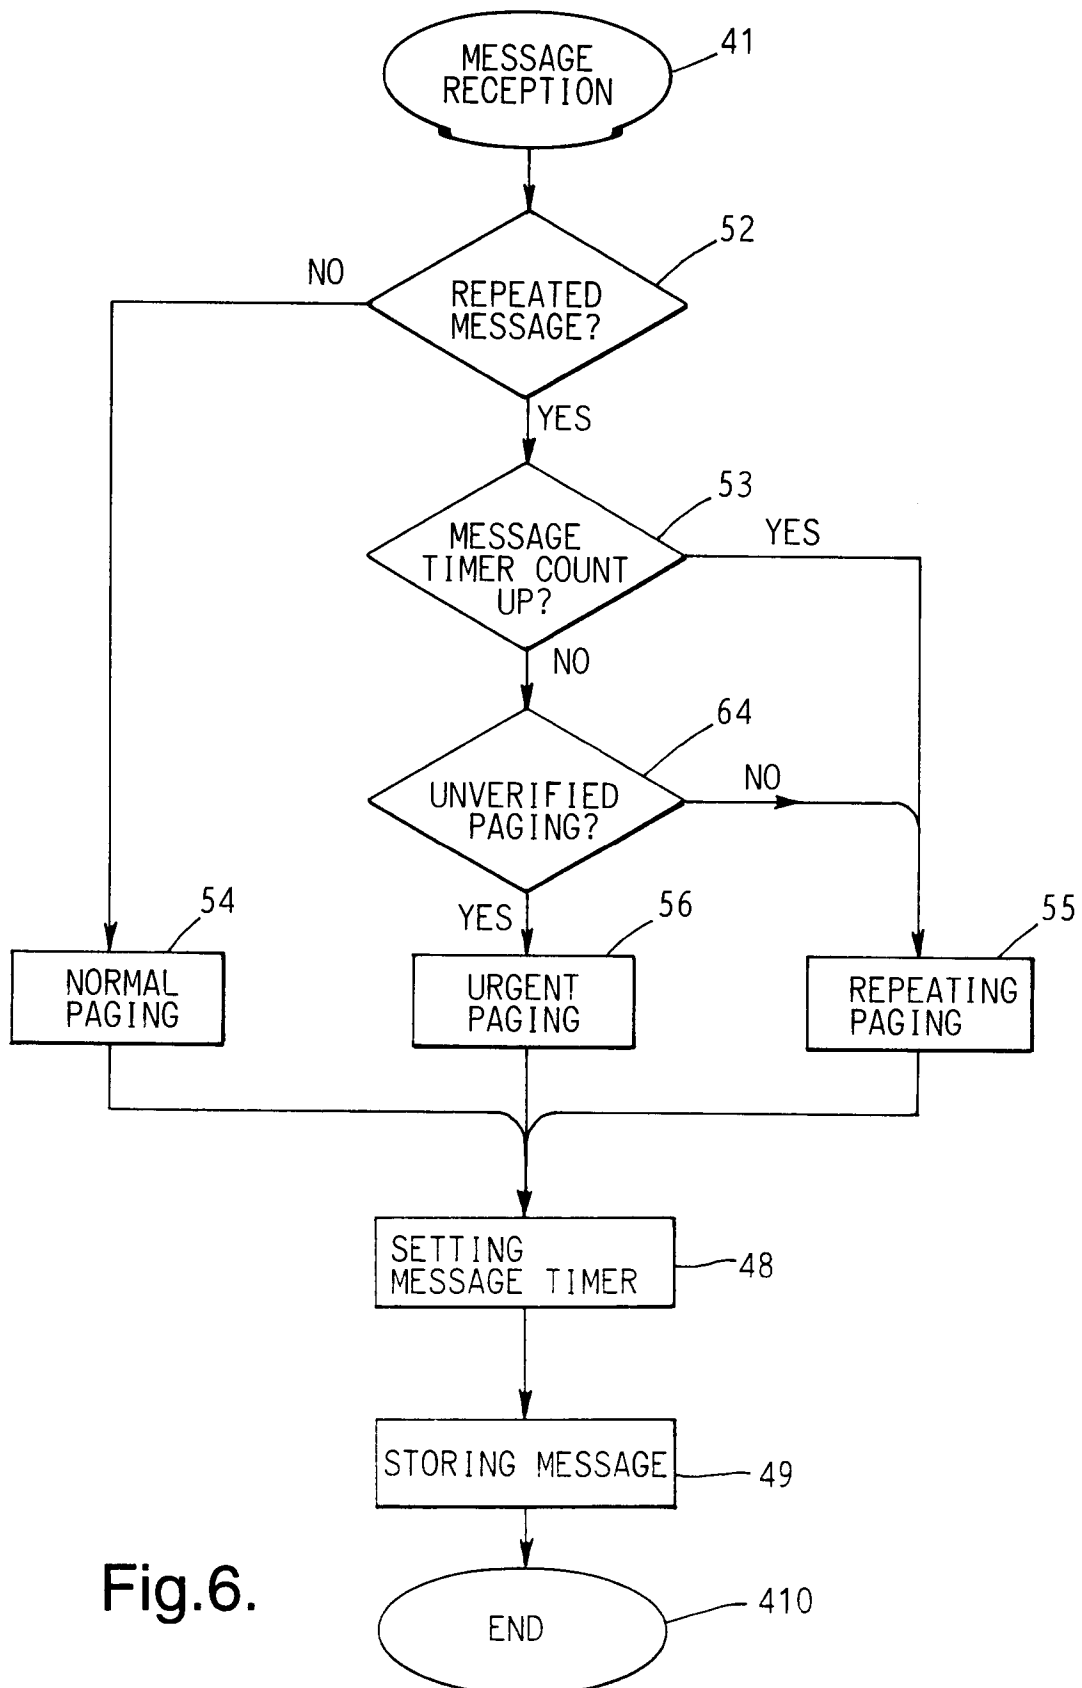 MESSAGE
RECEPTION
41
52
NO
REPEATED
MESSAGE?
YES
53
YES
MESSAGE
TIMER COUNT
UP?
NO
64
NO
UNVERIFIED
PAGING?
54
YES
56
55
NORMAL
PAGING
URGENT
PAGING
REPEATING
PAGING
SETTING
MESSAGE TIMER
48
STORING MESSAGE
49
Fig.6.
END
410